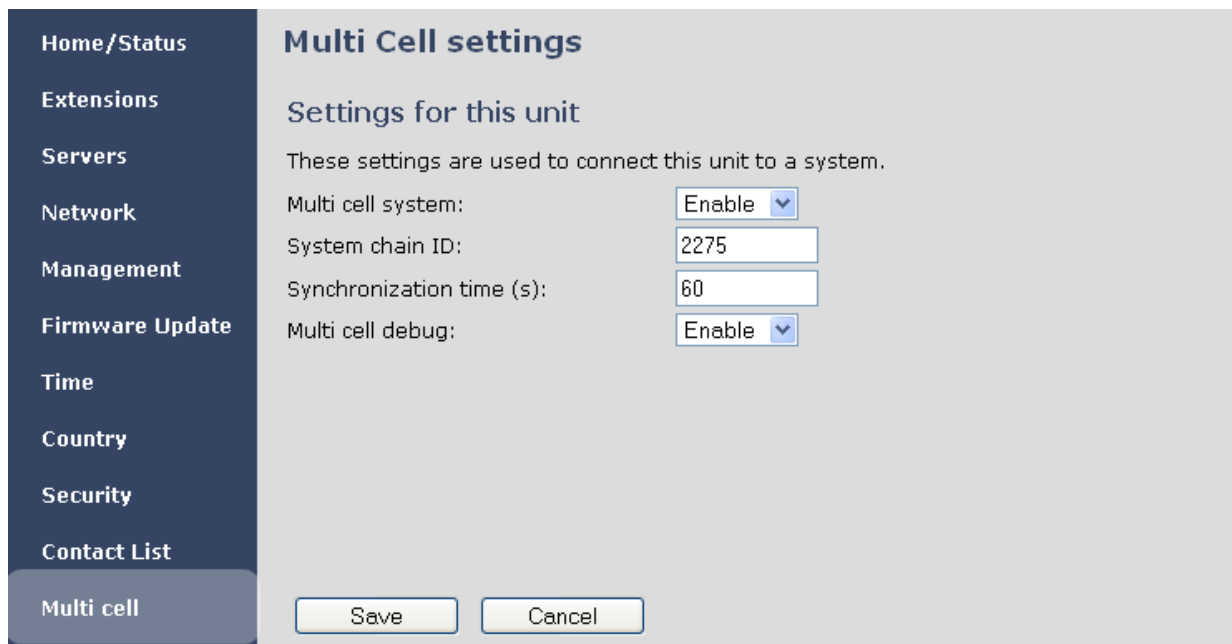 Home/Status
Extensions
Servers
Network
Management
Firmware Update
Time
Country
Security
Contact List
Multi cell
Multi Cell settings
Settings for this unit
These settings are used to connect this unit to a system.
Multi cell system: Enable
System chain ID: 2275
Synchronization time (s): 60
Multi cell debug: Enable
Save Cancel